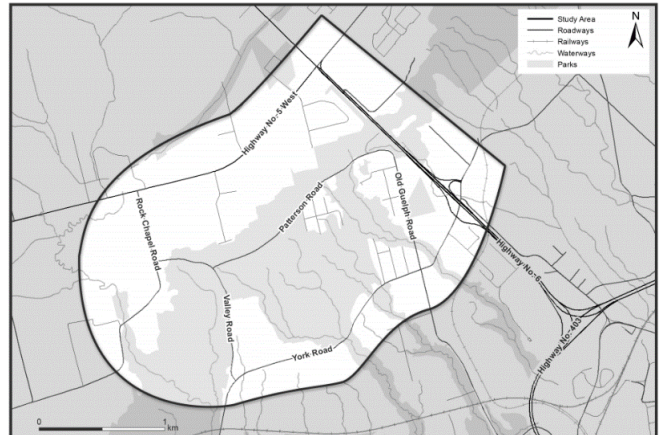 Study Area
Roadways
Railways
Waterways
Parks
N
Highway No. 5 West
Rock Chapel Road
Patterson Road
Old Guelph Road
Highway No. 6
Valley Road
York Road
Highway No. 403
0 1
km